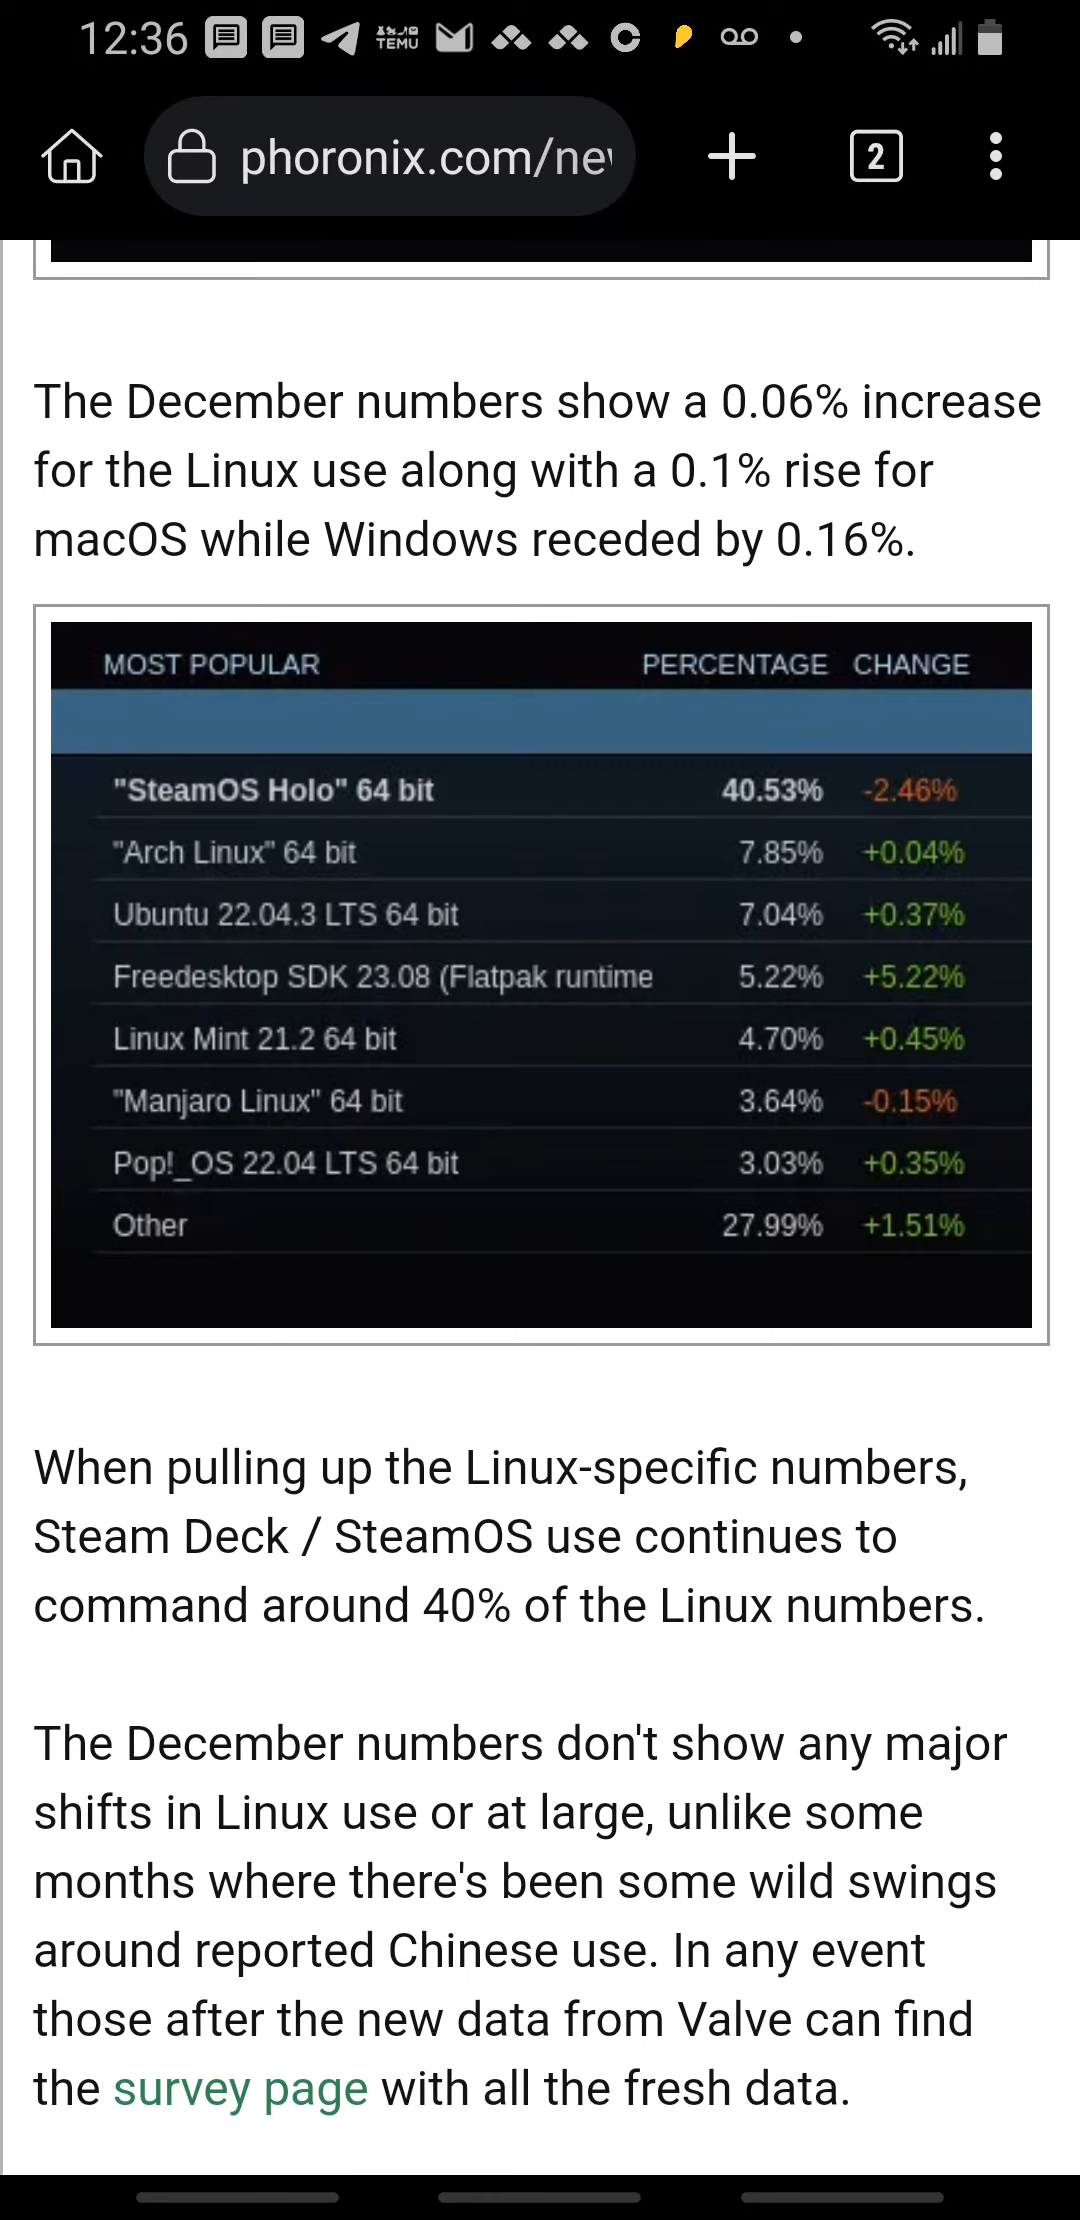 12:36
TEMU
phoronix.com/ne
2
The December numbers show a 0.06% increase
for the Linux use along with a 0.1% rise for
macOS while Windows receded by 0.16%.
MOST POPULAR PERCENTAGE CHANGE
"SteamOS Holo" 64 bit 40.53% -2.46%
"Arch Linux" 64 bit 7.85% +0.04%
Ubuntu 22.04.3 LTS 64 bit 7.04% +0.37%
Freedesktop SDK 23.08 (Flatpak runtime 5.22% +5.22%
Linux Mint 21.2 64 bit 4.70% +0.45%
"Manjaro Linux" 64 bit 3.64% -0.15%
Pop!_OS 22.04 LTS 64 bit 3.03% +0.35%
Other 27.99% +1.51%
When pulling up the Linux-specific numbers,
Steam Deck / SteamOS use continues to
command around 40% of the Linux numbers.
The December numbers don't show any major
shifts in Linux use or at large, unlike some
months where there's been some wild swings
around reported Chinese use. In any event
those after the new data from Valve can find
the survey page with all the fresh data.